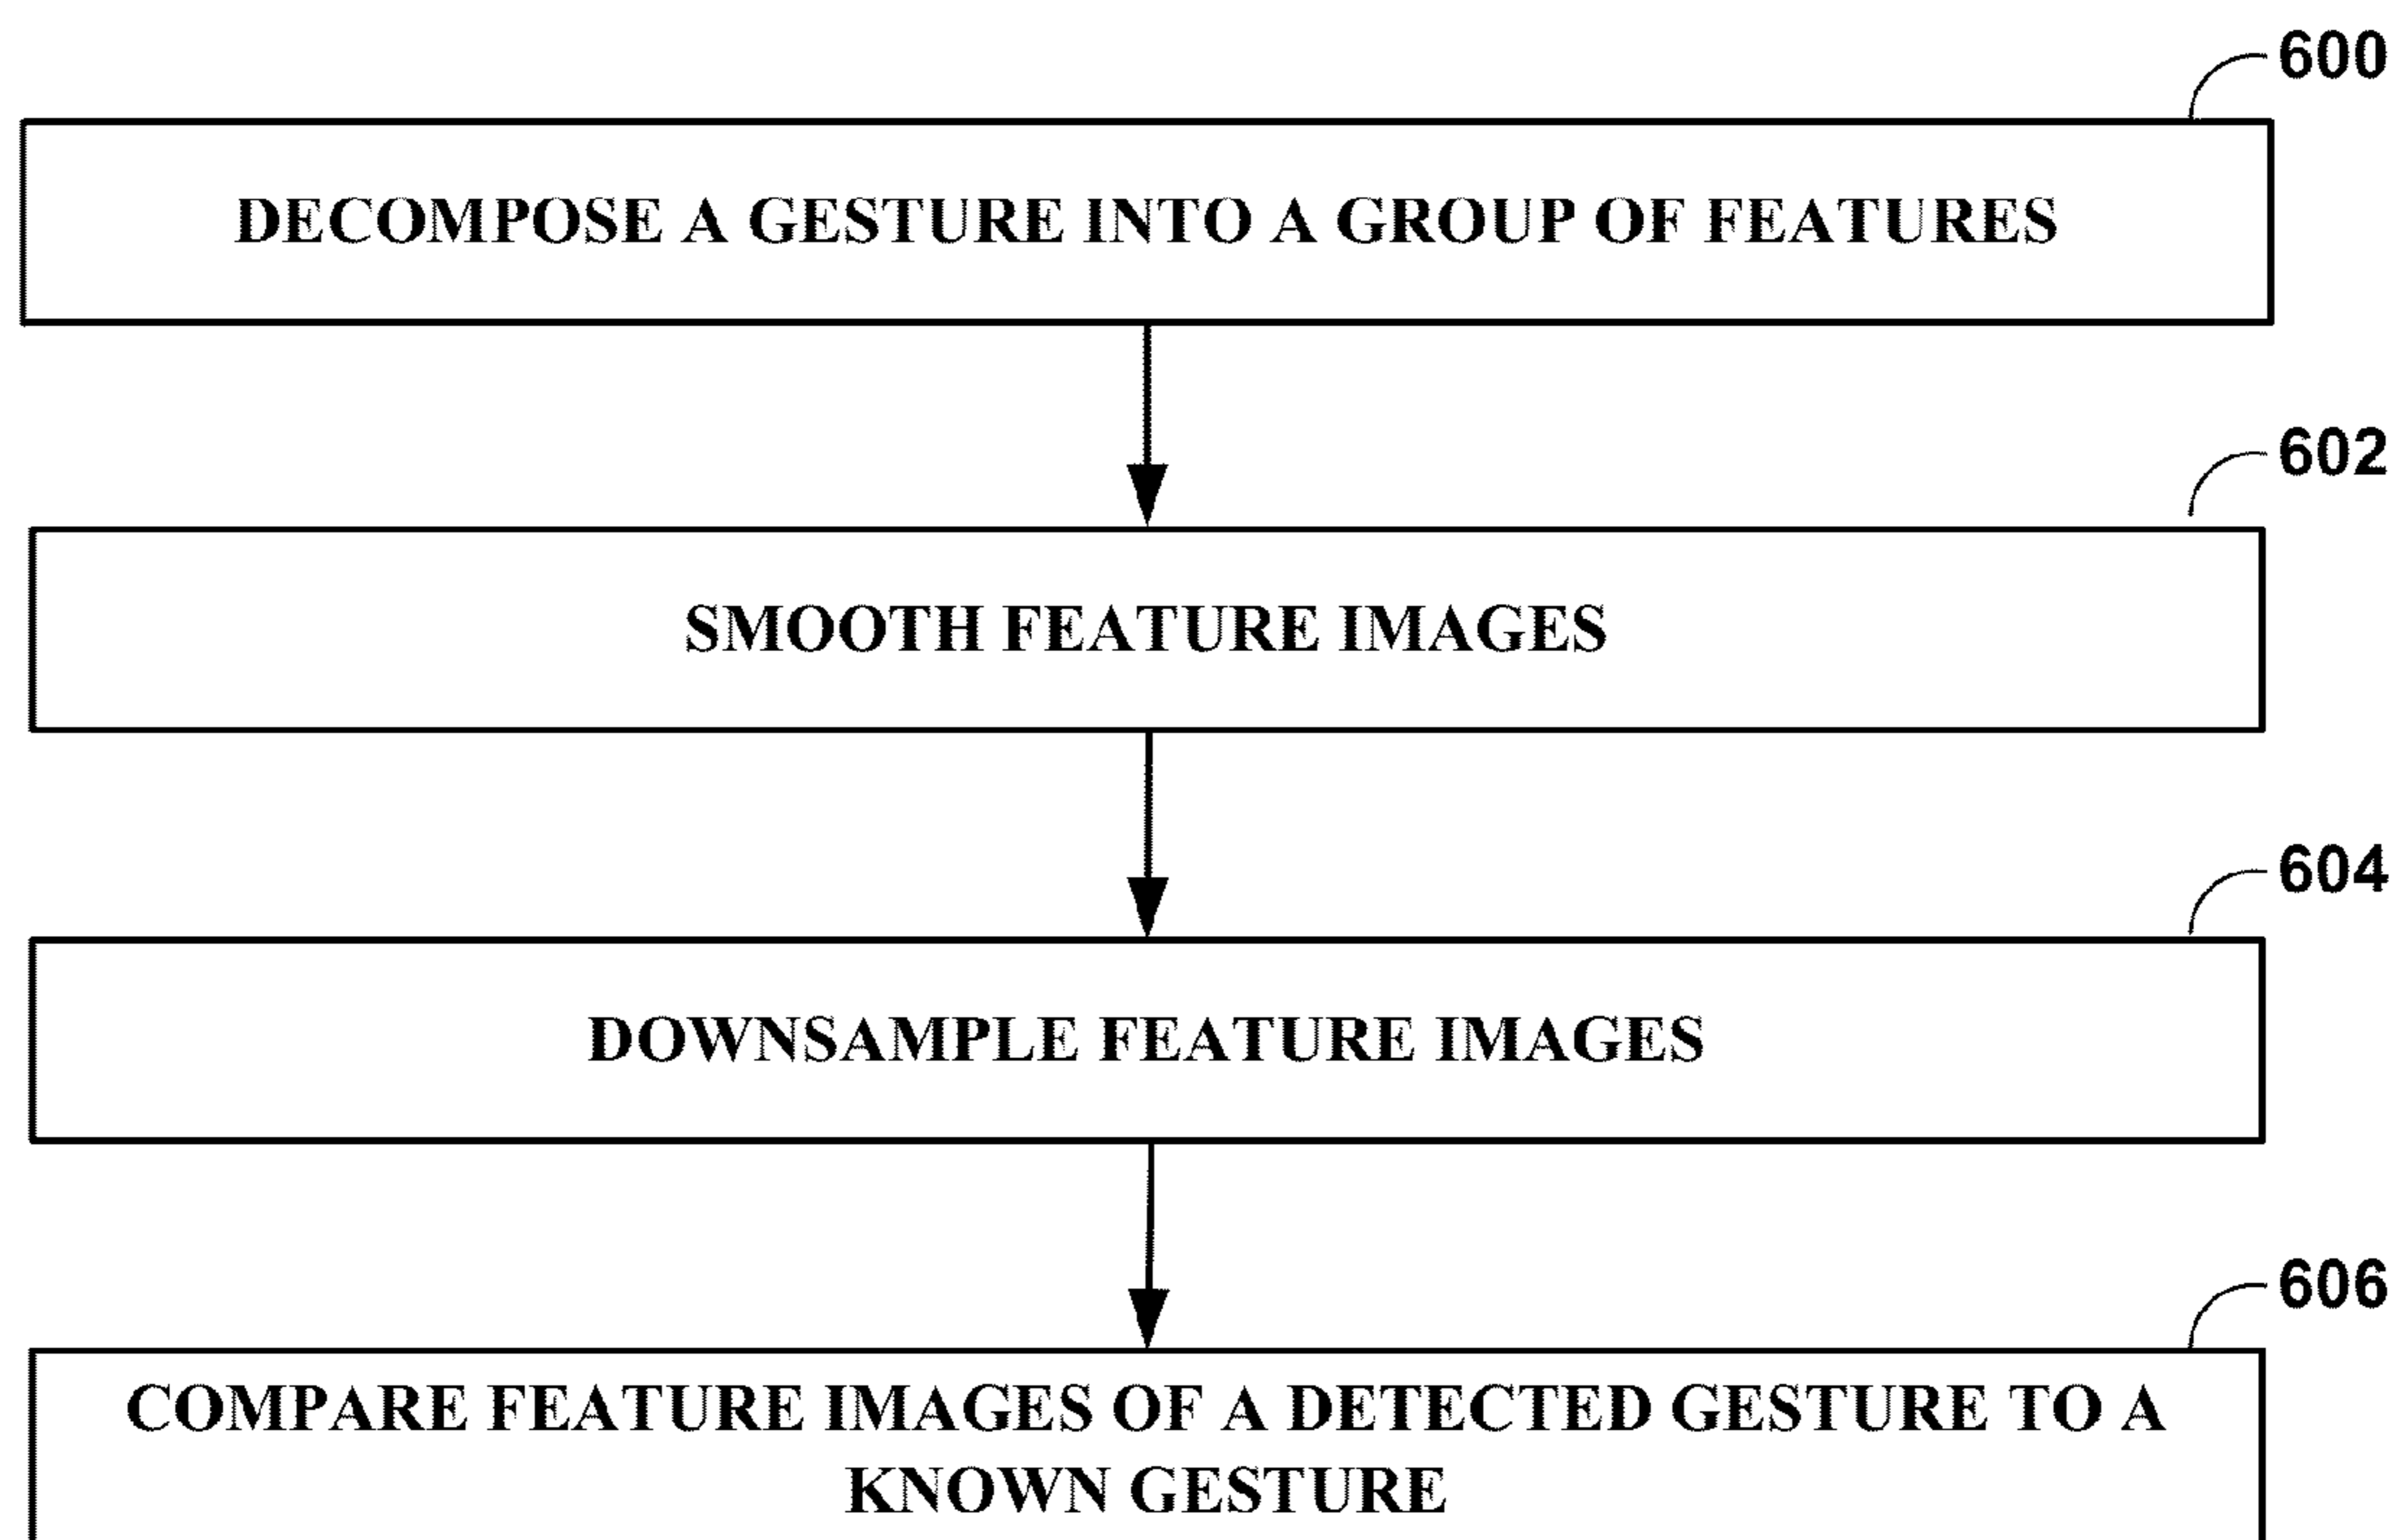 600
DECOMPOSE A GESTURE INTO A GROUP OF FEATURES
602
SMOOTH FEATURE IMAGES
604
DOWNSAMPLE FEATURE IMAGES
606
COMPARE FEATURE IMAGES OF A DETECTED GESTURE TO A
KNOWN GESTURE